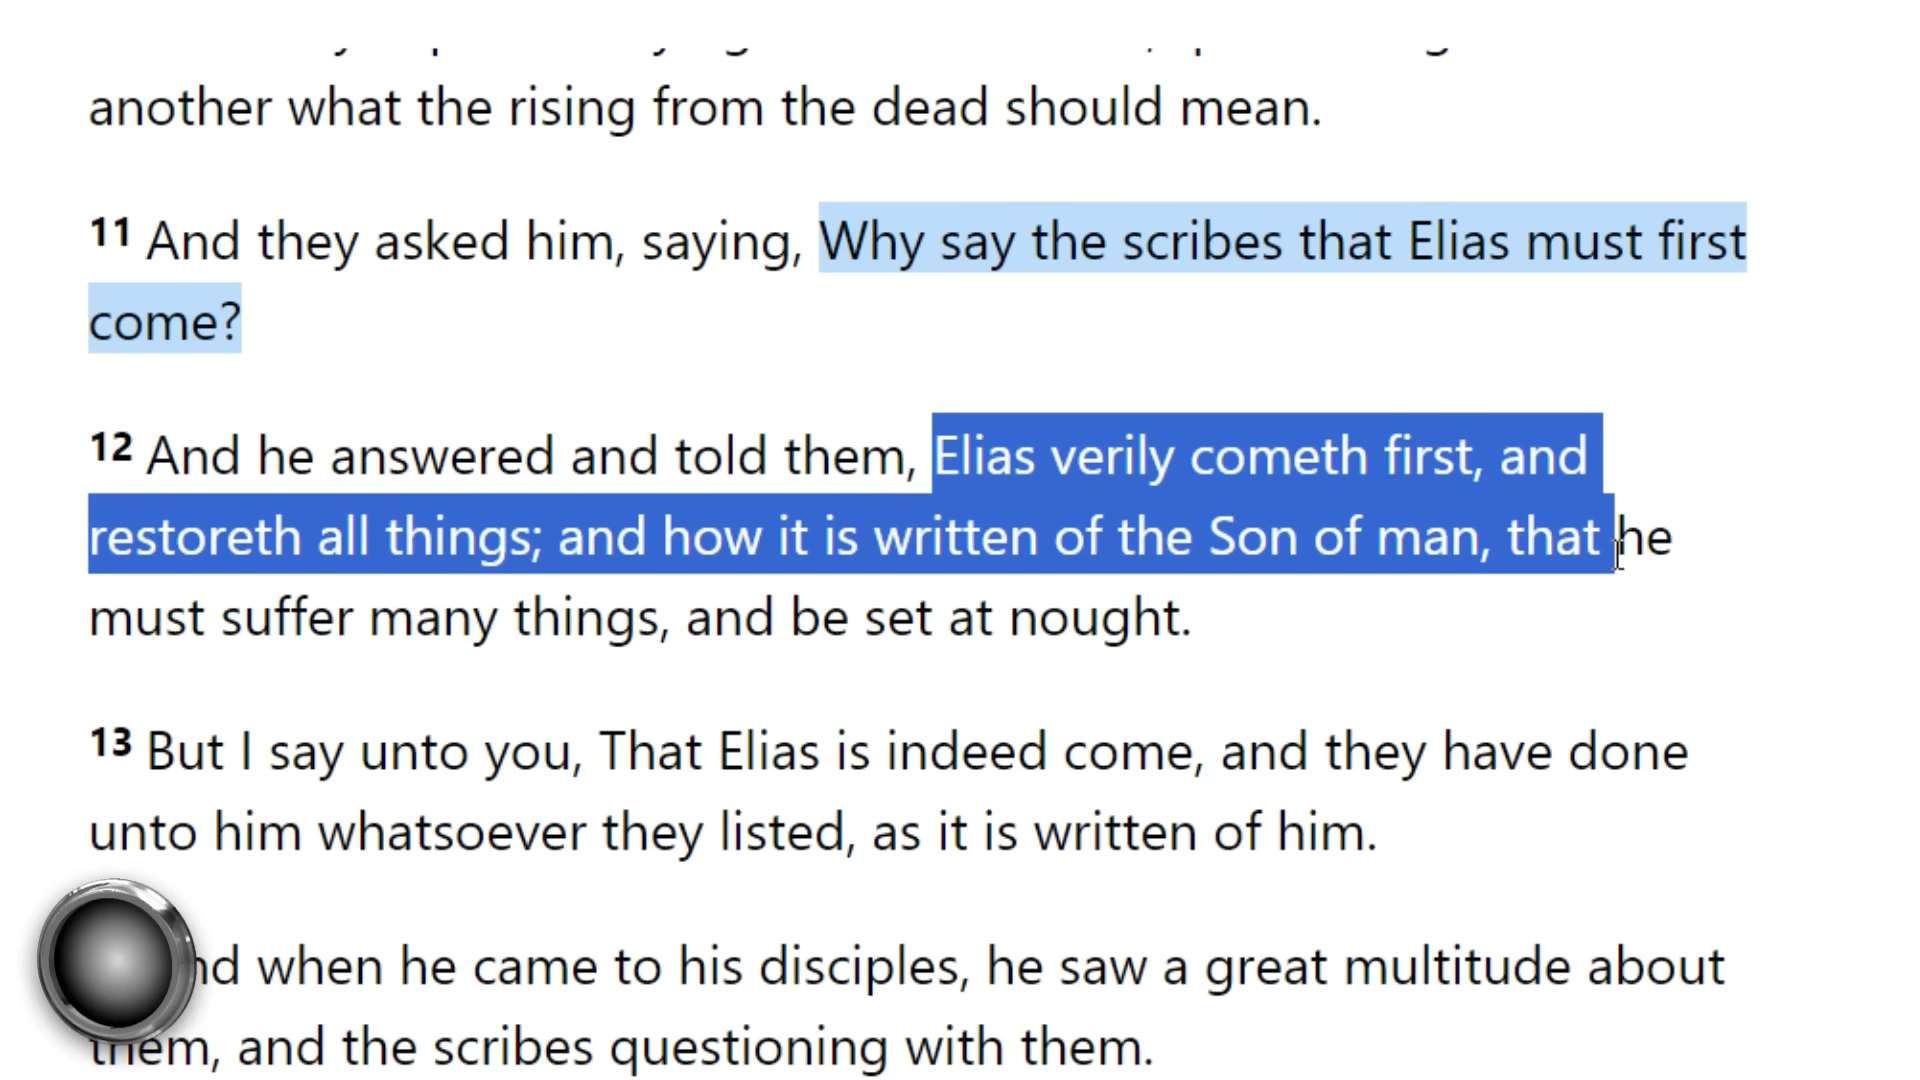 another what the rising from the dead should mean.
11 And they asked him, saying, Why say the scribes that Elias must first
come?
12 And he answered and told them, Elias verily cometh first, and
restoreth all things; and how it is written of the Son of man, that he
must suffer many things, and be set at nought.
13 But I say unto you, That Elias is indeed come, and they have done
unto him whatsoever they listed, as it is written of him.
when he came to his disciples, he saw a great multitude about
them, and the scribes questioning with them.